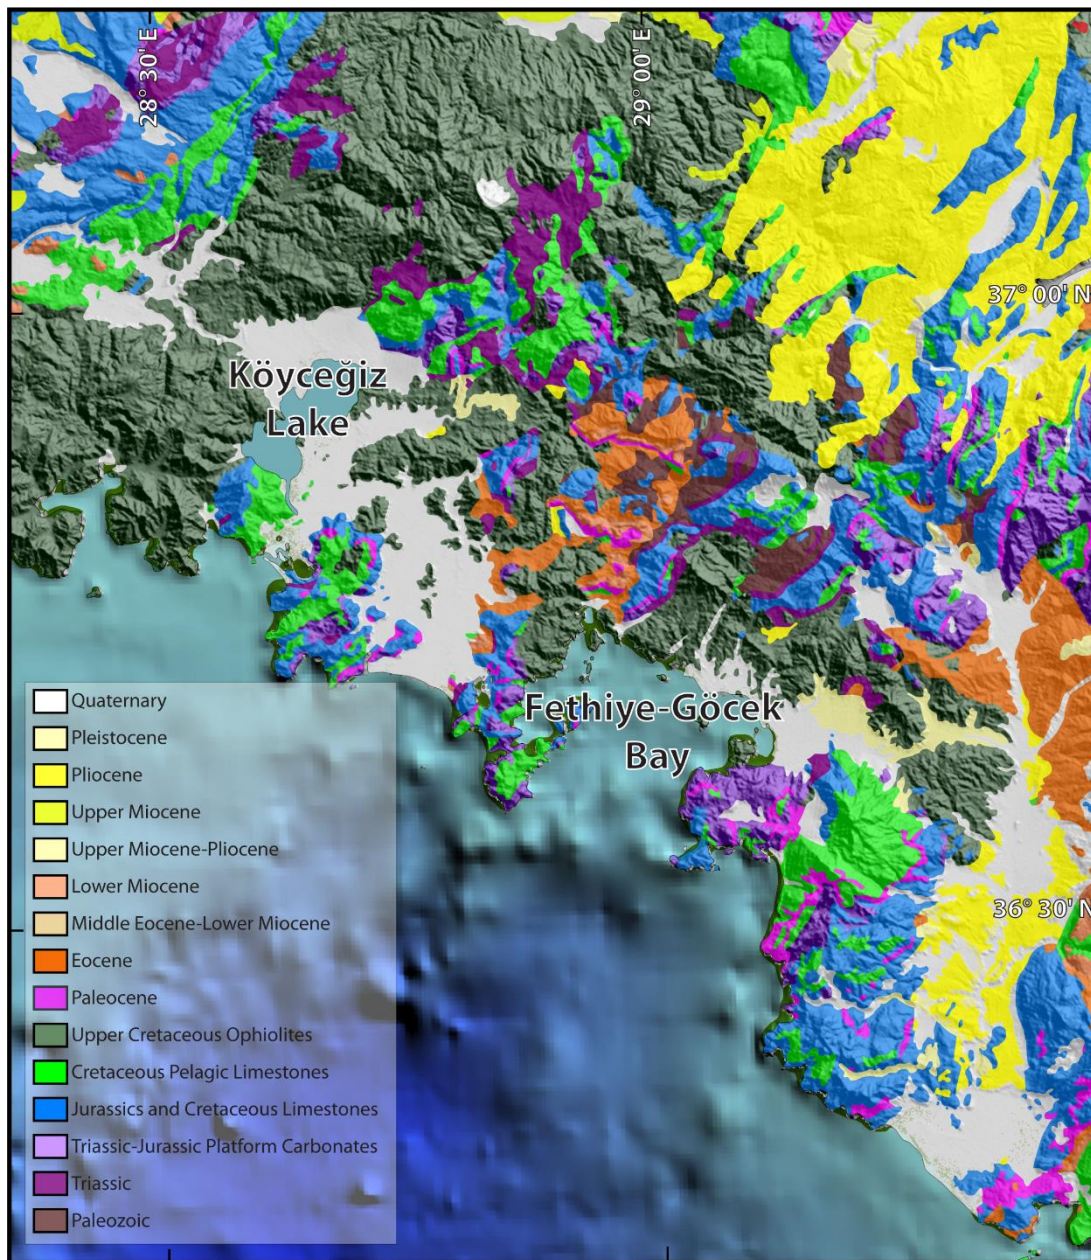 28° 30' E
29° 00' E
37° 00' N
Köyceğiz
Lake
Fethiye-Göcek
Bay
36° 30' N
Quaternary
Pleistocene
Pliocene
Upper Miocene
Upper Miocene-Pliocene
Lower Miocene
Middle Eocene-Lower Miocene
Eocene
Paleocene
Upper Cretaceous Ophiolites
Cretaceous Pelagic Limestones
Jurassics and Cretaceous Limestones
Triassic-Jurassic Platform Carbonates
Triassic
Paleozoic